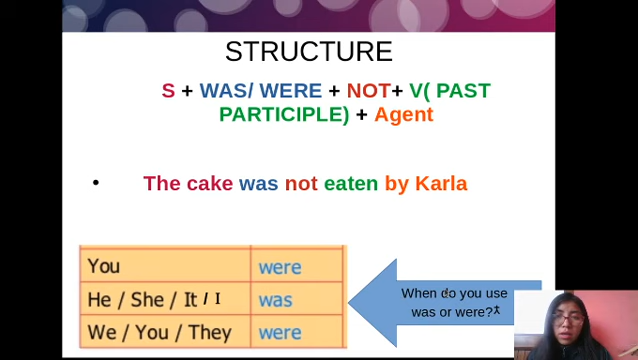 STRUCTURE
S + WAS/ WERE + NOT+ V( PAST
PARTICIPLE) + Agent
• The cake was not eaten by Karla
You were
He / She / It / I was
We / You / They were
When do you use
was or were?